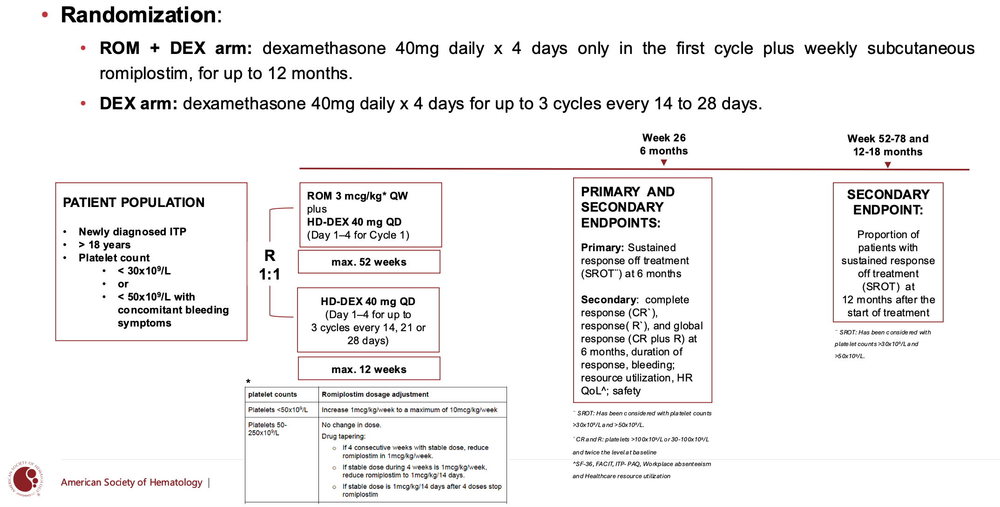 • Randomization:
• ROM + DEX arm: dexamethasone 40mg daily x 4 days only in the first cycle plus weekly subcutaneous
romiplostim, for up to 12 months.
• DEX arm: dexamethasone 40mg daily x 4 days for up to 3 cycles every 14 to 28 days.
Week 26
6 months
Week 52-78 and
12-18 months
PATIENT POPULATION
• Newly diagnosed ITP
• > 18 years
• Platelet count
• < 30x10⁹/L
• or
• < 50x10⁹/L with
concomitant bleeding
symptoms
R
1:1
ROM 3 mcg/kg* QW
plus
HD-DEX 40 mg QD
(Day 1–4 for Cycle 1)
max. 52 weeks
HD-DEX 40 mg QD
(Day 1–4 for up to
3 cycles every 14, 21 or
28 days)
max. 12 weeks
*
platelet counts
Romiplostim dosage adjustment
Platelets <50x10⁹/L
Increase 1mcg/kg/week to a maximum of 10mcg/kg/week
Platelets 50-
250x10⁹/L
No change in dose.
Drug tapering:
o If 4 consecutive weeks with stable dose, reduce
romiplostim in 1mcg/kg/week.
o If stable dose during 4 weeks is 1mcg/kg/week,
reduce romiplostim to 1mcg/kg/14 days.
o If stable dose is 1mcg/kg/14 days after 4 doses stop
romiplostim
PRIMARY AND
SECONDARY
ENDPOINTS:
Primary: Sustained
response off treatment
(SROT¨) at 6 months
Secondary: complete
response (CR`),
response( R`), and global
response (CR plus R) at
6 months, duration of
response, bleeding;
resource utilization, HR
QoL^; safety
¨ SROT: Has been considered with platelet counts
>30x10⁹/L and >50x10⁹/L.
` CR and R: platelets >100x10⁹/L or 30-100x10⁹/L
and twice the level at baseline
^SF-36, FACIT, ITP- PAQ, Workplace absenteeism
and Healthcare resource utilization
SECONDARY
ENDPOINT:
Proportion of
patients with
sustained response
off treatment
(SROT) at
12 months after the
start of treatment
¨ SROT: Has been considered with
platelet counts >30x10⁹/L and
>50x10⁹/L.
AMERICAN SOCIETY OF HEMATOLOGY ®
American Society of Hematology |